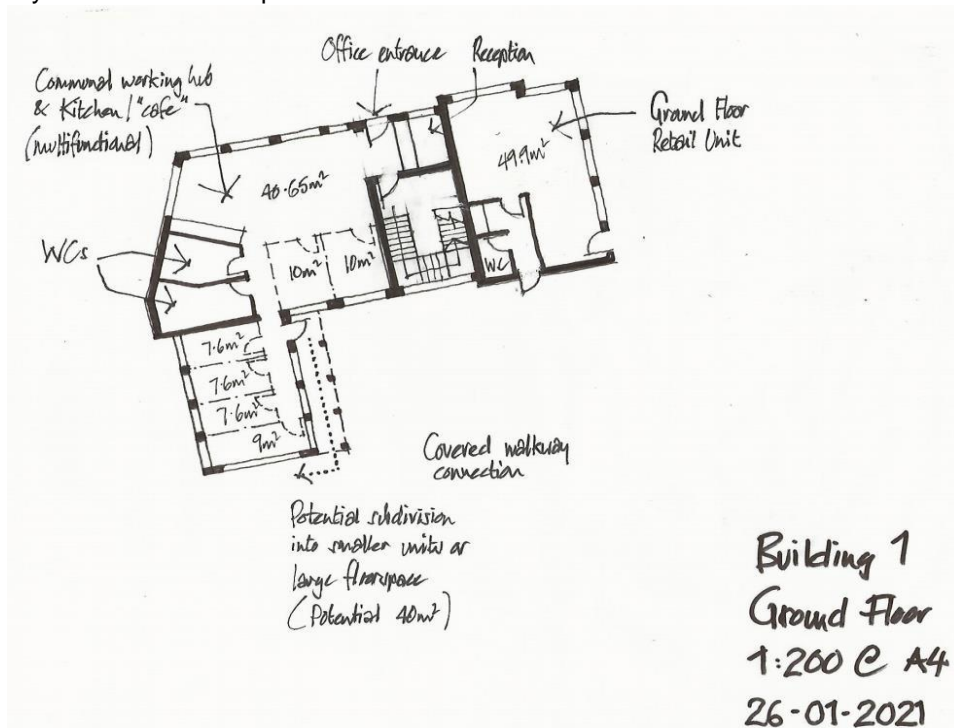 Office entrance
Reception
Communal working hub
& Kitchen / "cafe"
(multifunctional)
Ground Floor
Retail Unit
49.9m²
40.65m²
WCs
10m²
10m²
WC
7.6m²
7.6m²
7.6m²
9m²
Covered walkway
connection
Potential subdivision
into smaller units or
large floorspace
(Potential 40m²)
Building 1
Ground Floor
1:200 @ A4
26-01-2021